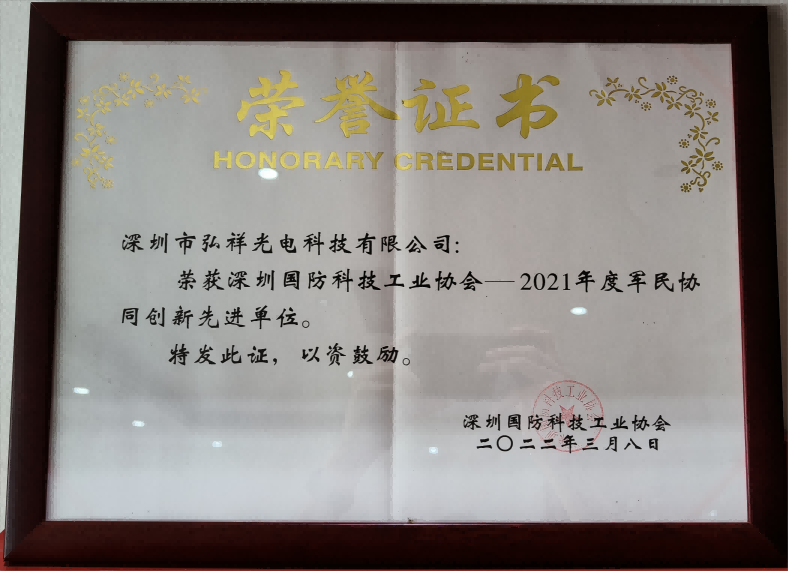 荣誉证书
HONORARY CREDENTIAL
深圳市弘祥光电科技有限公司:
荣获深圳国防科技工业协会—2021年度军民协
同创新先进单位。
特发此证，以资鼓励。
深圳国防科技工业协会
二〇二二年三月八日